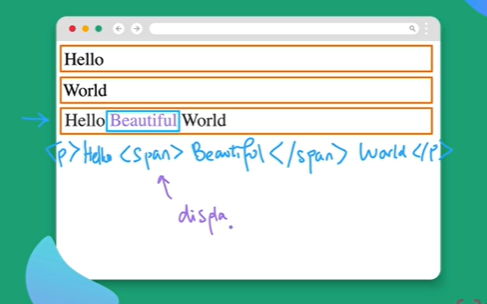 Hello
World
Hello Beautiful World
<p>Hello <span> Beautiful </span> World </p>
displa.